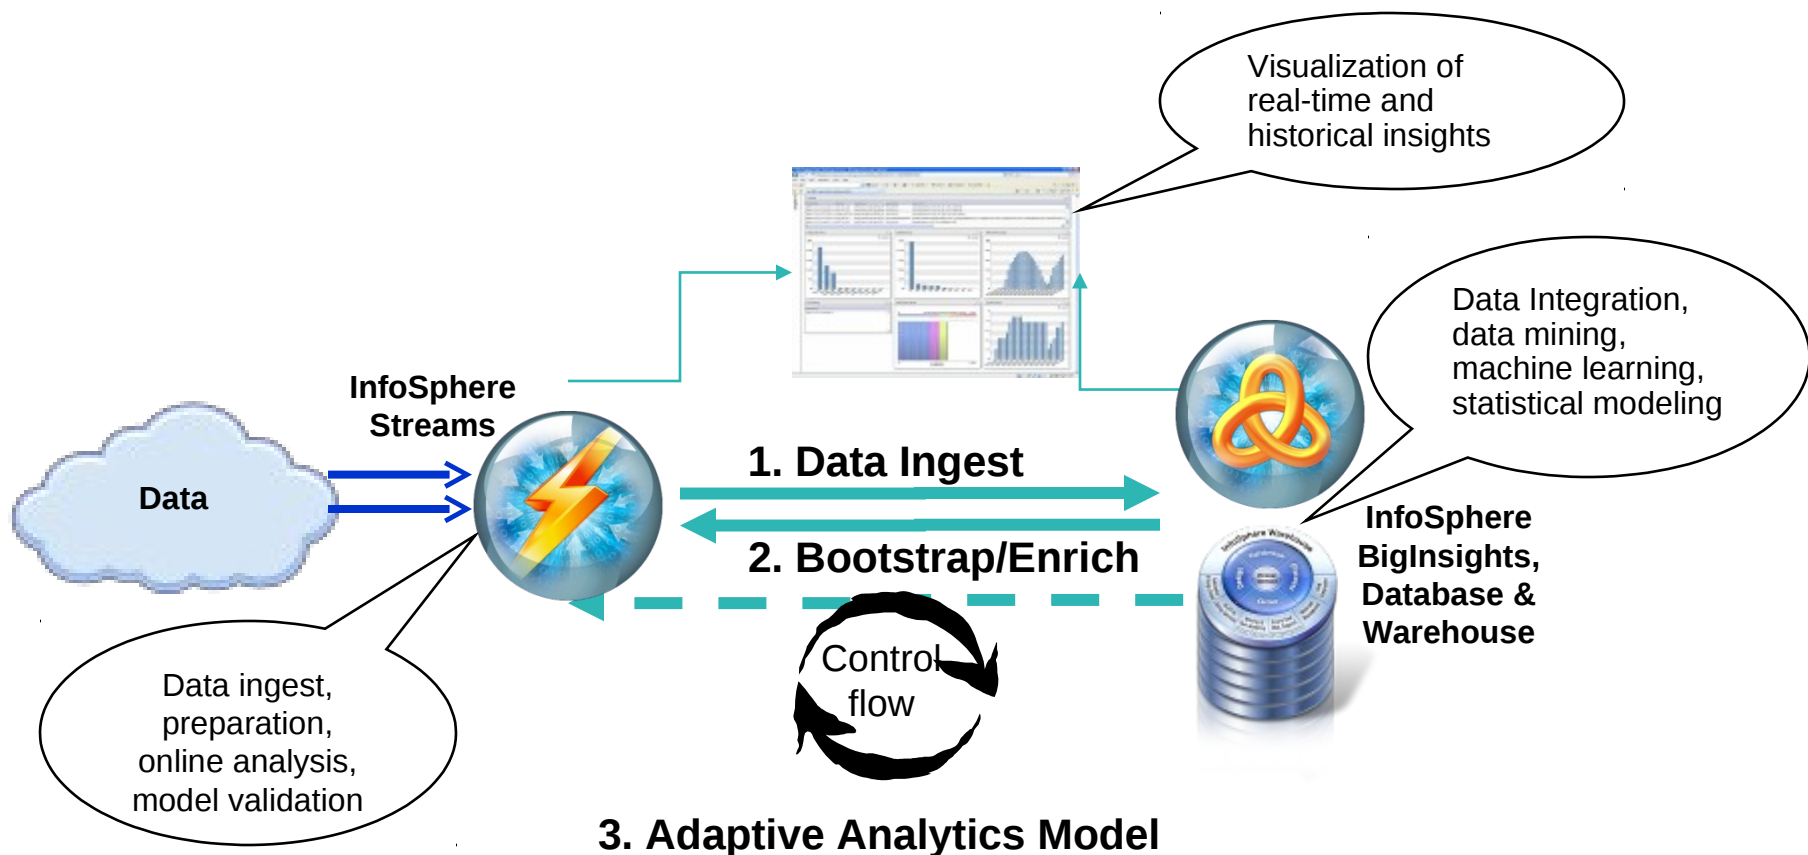 Visualization of
real-time and
historical insights
Data Integration,
data mining,
machine learning,
statistical modeling
InfoSphere
Streams
Data
1. Data Ingest
2. Bootstrap/Enrich
InfoSphere
BigInsights,
Database &
Warehouse
InfoSphere Warehouse
Control
flow
Data ingest,
preparation,
online analysis,
model validation
3. Adaptive Analytics Model